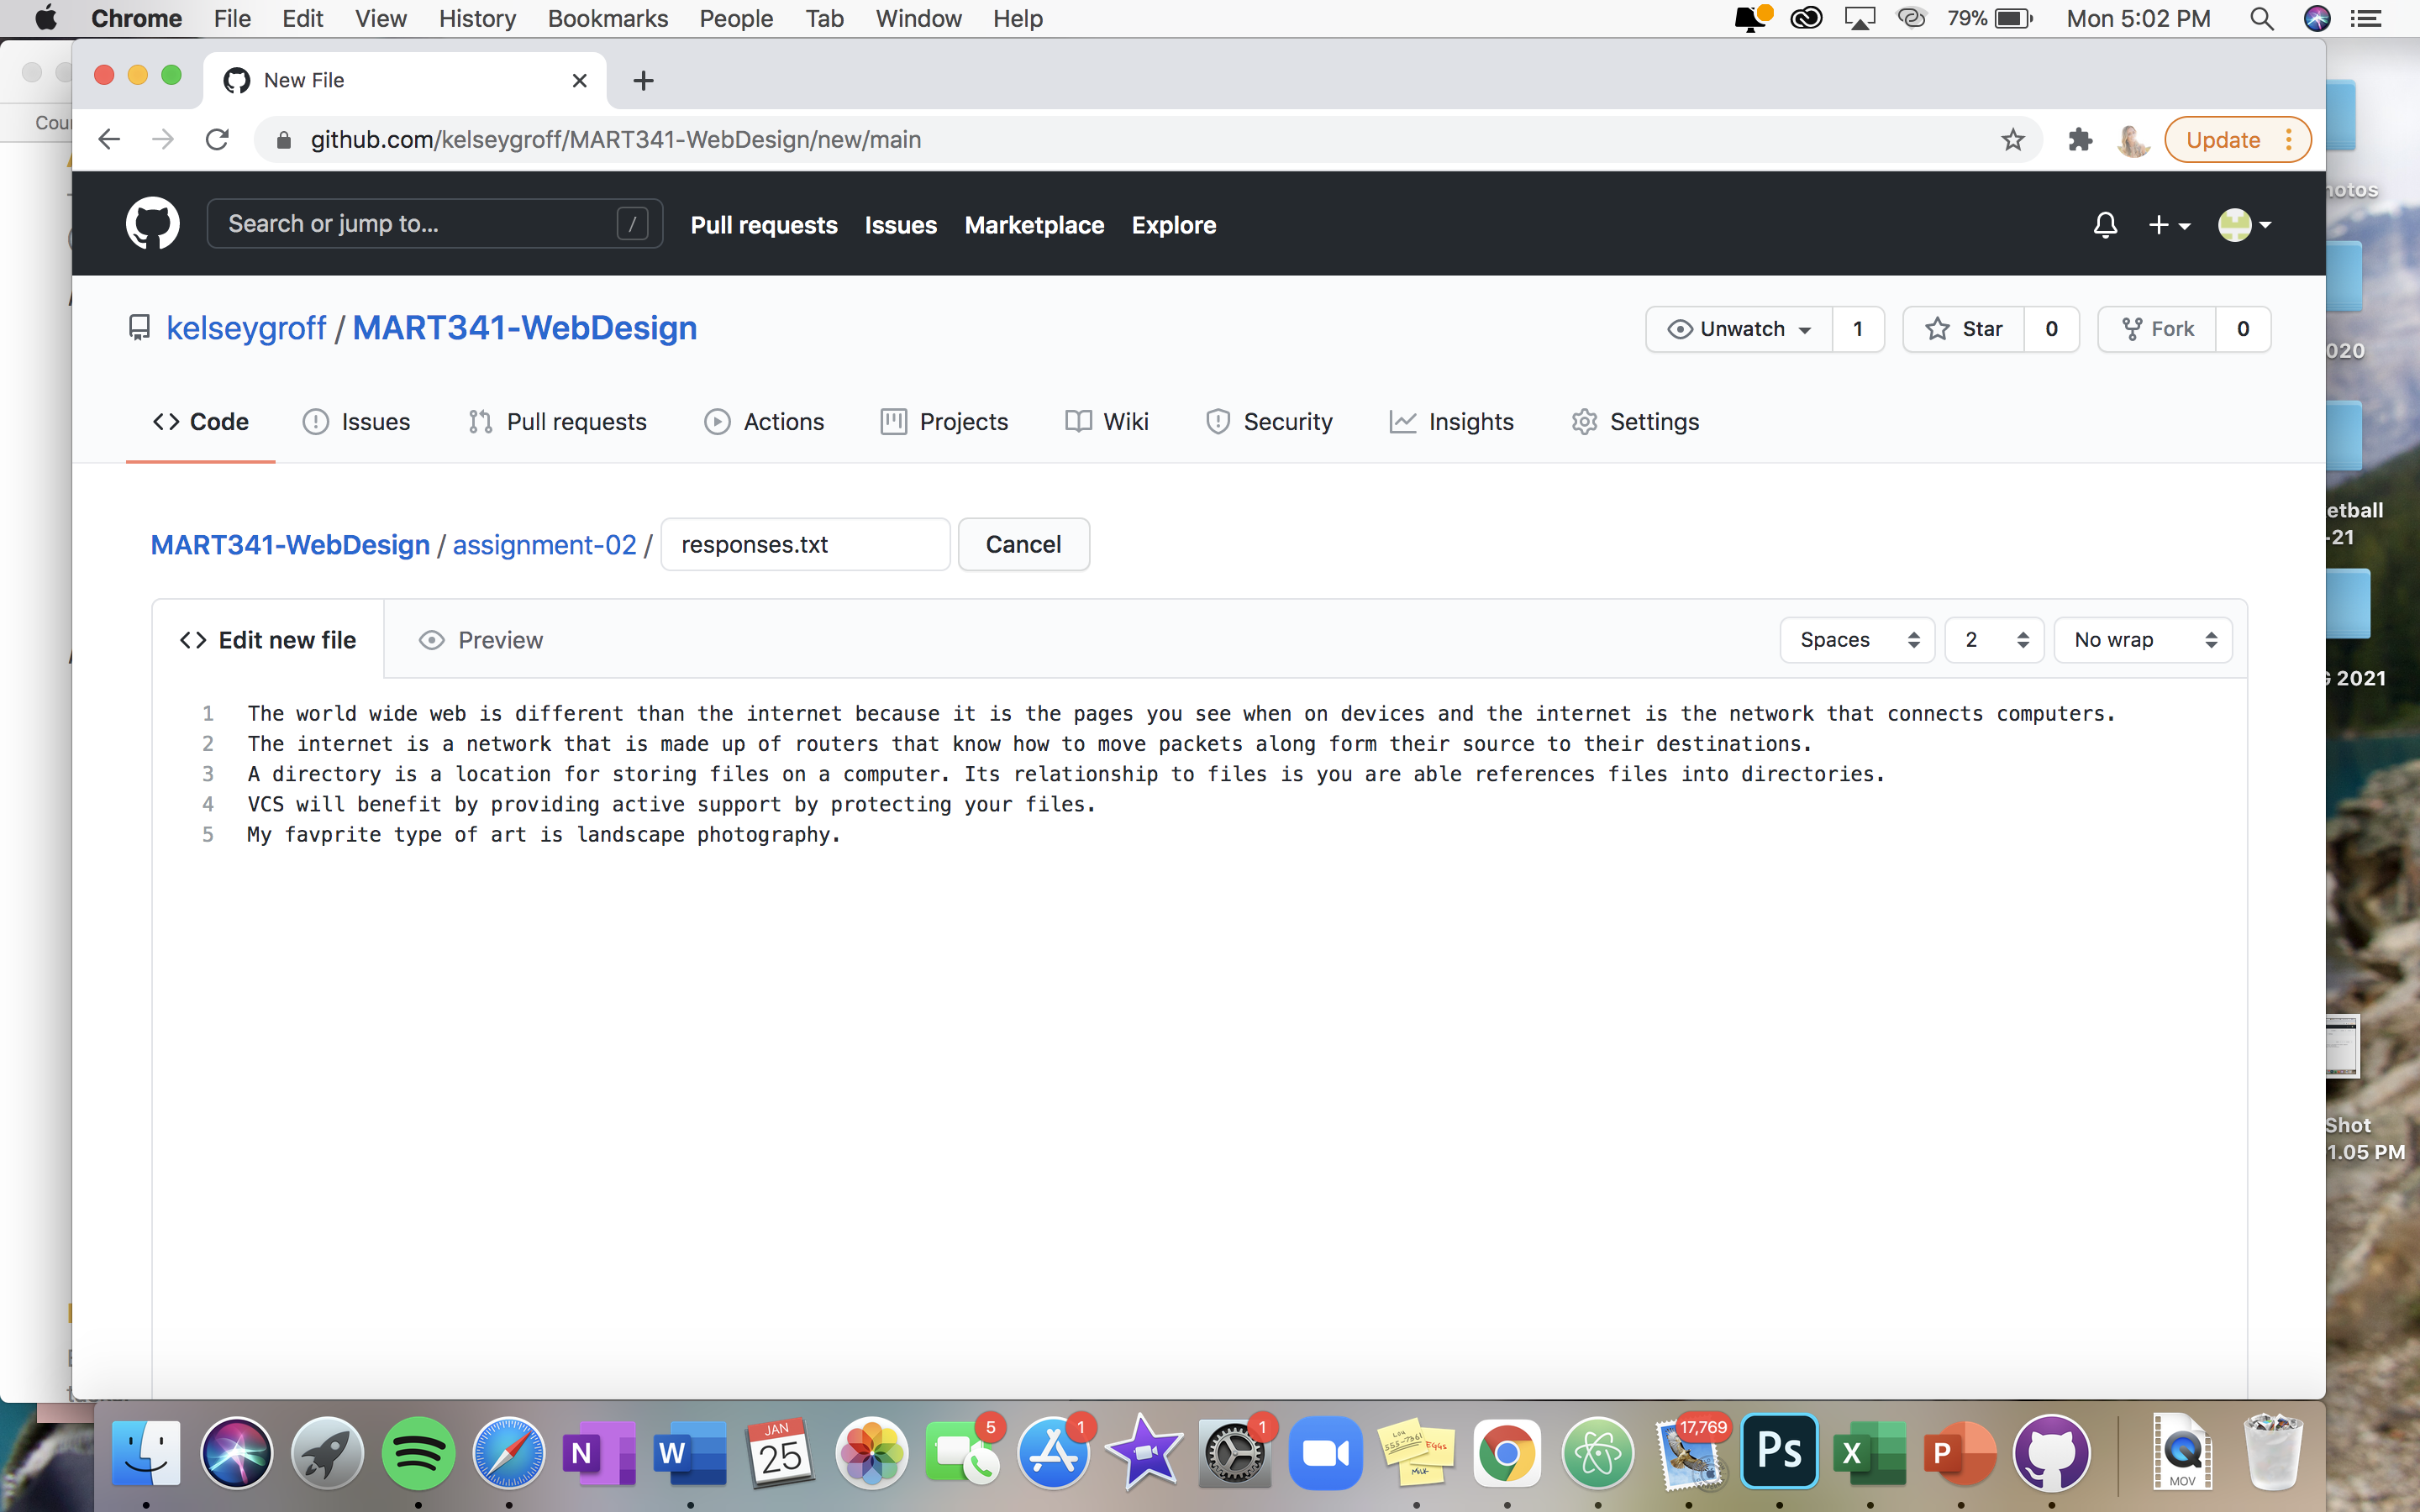 Chrome File Edit View History Bookmarks People Tab Window Help 79% Mon 5:02 PM
New File
github.com/kelseygroff/MART341-WebDesign/new/main Update
Search or jump to... / Pull requests Issues Marketplace Explore
kelseygroff / MART341-WebDesign Unwatch 1 Star 0 Fork 0
Code Issues Pull requests Actions Projects Wiki Security Insights Settings
MART341-WebDesign / assignment-02 / responses.txt Cancel
Edit new file Preview Spaces 2 No wrap
1 The world wide web is different than the internet because it is the pages you see when on devices and the internet is the network that connects computers.
2 The internet is a network that is made up of routers that know how to move packets along form their source to their destinations.
3 A directory is a location for storing files on a computer. Its relationship to files is you are able references files into directories.
4 VCS will benefit by providing active support by protecting your files.
5 My favprite type of art is landscape photography.
020
-21
2021
Shot
1.05 PM
JAN
25
5
1
1
17,769
N W Ps X P
MOV